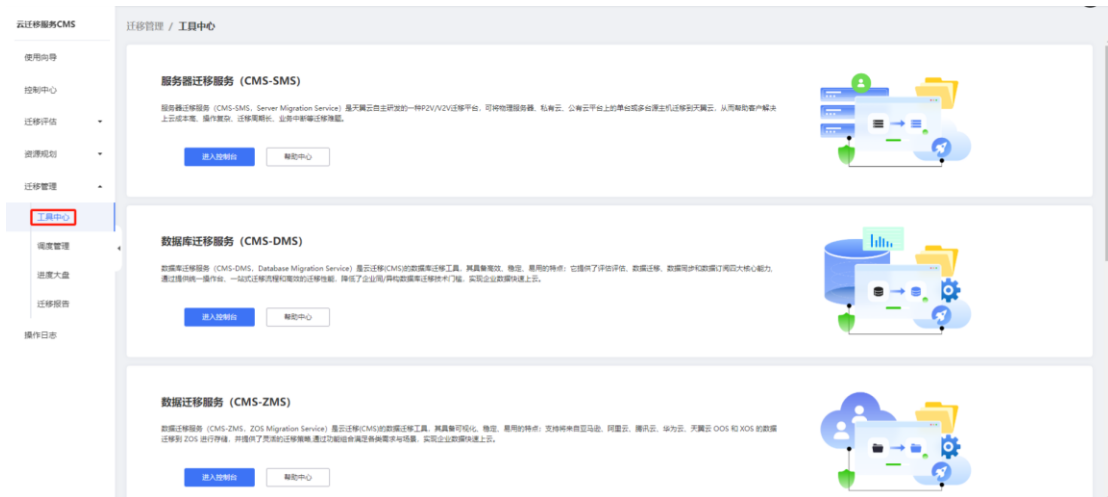 云迁移服务CMS
迁移管理 / 工具中心
使用向导
控制中心
迁移评估
资源规划
迁移管理
工具中心
调度管理
进度大盘
迁移报告
操作日志
服务器迁移服务（CMS-SMS）
服务器迁移服务（CMS-SMS，Server Migration Service）是天翼云自主研发的一种P2V/V2V迁移平台，可将物理服务器、私有云、公有云平台上的单台或多台源主机迁移到天翼云，从而帮助客户解决
上云成本高、操作复杂、迁移周期长、业务中断等迁移难题。
进入控制台
帮助中心
数据库迁移服务（CMS-DMS）
数据库迁移服务（CMS-DMS，Database Migration Service）是云迁移(CMS)的数据库迁移工具，其具备高效、稳定、易用的特点；它提供了评估评估、数据迁移、数据同步和数据订阅四大核心能力，
通过提供统一操作台、一站式迁移流程和高效的迁移性能，降低了企业同/异构数据库迁移技术门槛，实现企业数据快速上云。
进入控制台
帮助中心
数据迁移服务（CMS-ZMS）
数据迁移服务（CMS-ZMS，ZOS Migration Service）是云迁移(CMS)的数据迁移工具，其具备可视化、稳定、易用的特点；支持将来自亚马逊、阿里云、腾讯云、华为云、天翼云 OOS 和 XOS 的数据
迁移到 ZOS 进行存储，并提供了灵活的迁移策略,通过功能组合满足各类需求与场景，实现企业数据快速上云。
进入控制台
帮助中心